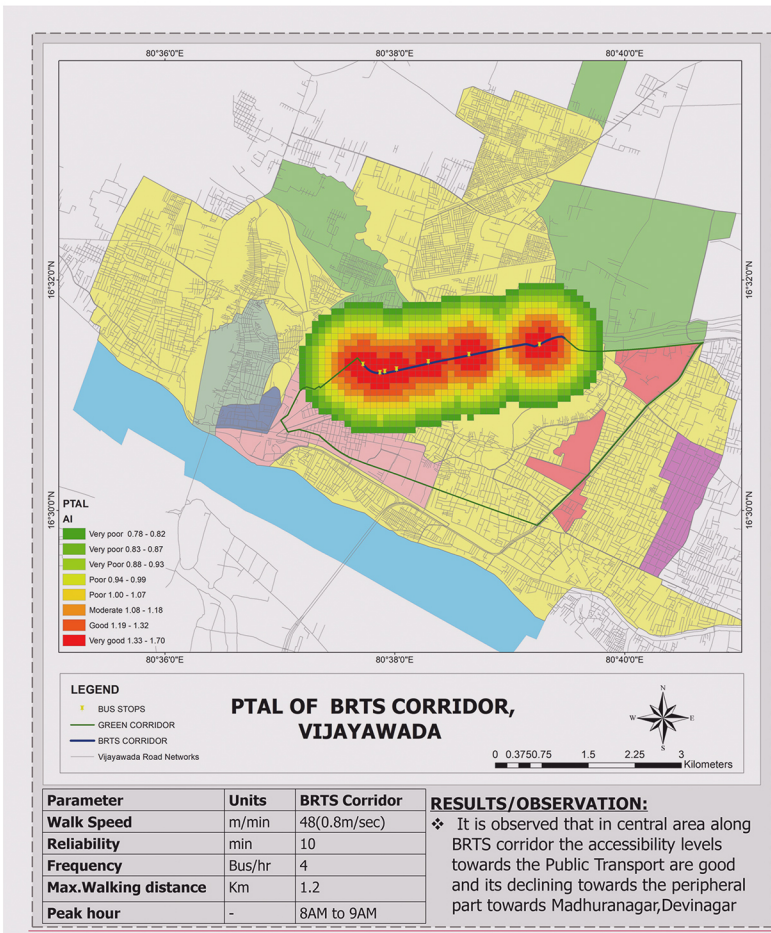 80°36'0"E 80°38'0"E 80°40'0"E
16°32'0"N 16°32'0"N
16°30'0"N 16°30'0"N
PTAL
AI
Very poor 0.78 - 0.82
Very poor 0.83 - 0.87
Very Poor 0.88 - 0.93
Poor 0.94 - 0.99
Poor 1.00 - 1.07
Moderate 1.08 - 1.18
Good 1.19 - 1.32
Very good 1.33 - 1.70
80°36'0"E 80°38'0"E 80°40'0"E
LEGEND
BUS STOPS
GREEN CORRIDOR
BRTS CORRIDOR
Vijayawada Road Networks
PTAL OF BRTS CORRIDOR,
VIJAYAWADA
N
W E
S
0 0.375 0.75 1.5 2.25 3
Kilometers
Parameter Units BRTS Corridor
Walk Speed m/min 48(0.8m/sec)
Reliability min 10
Frequency Bus/hr 4
Max.Walking distance Km 1.2
Peak hour - 8AM to 9AM
RESULTS/OBSERVATION:
❖ It is observed that in central area along
BRTS corridor the accessibility levels
towards the Public Transport are good
and its declining towards the peripheral
part towards Madhuranagar,Devinagar